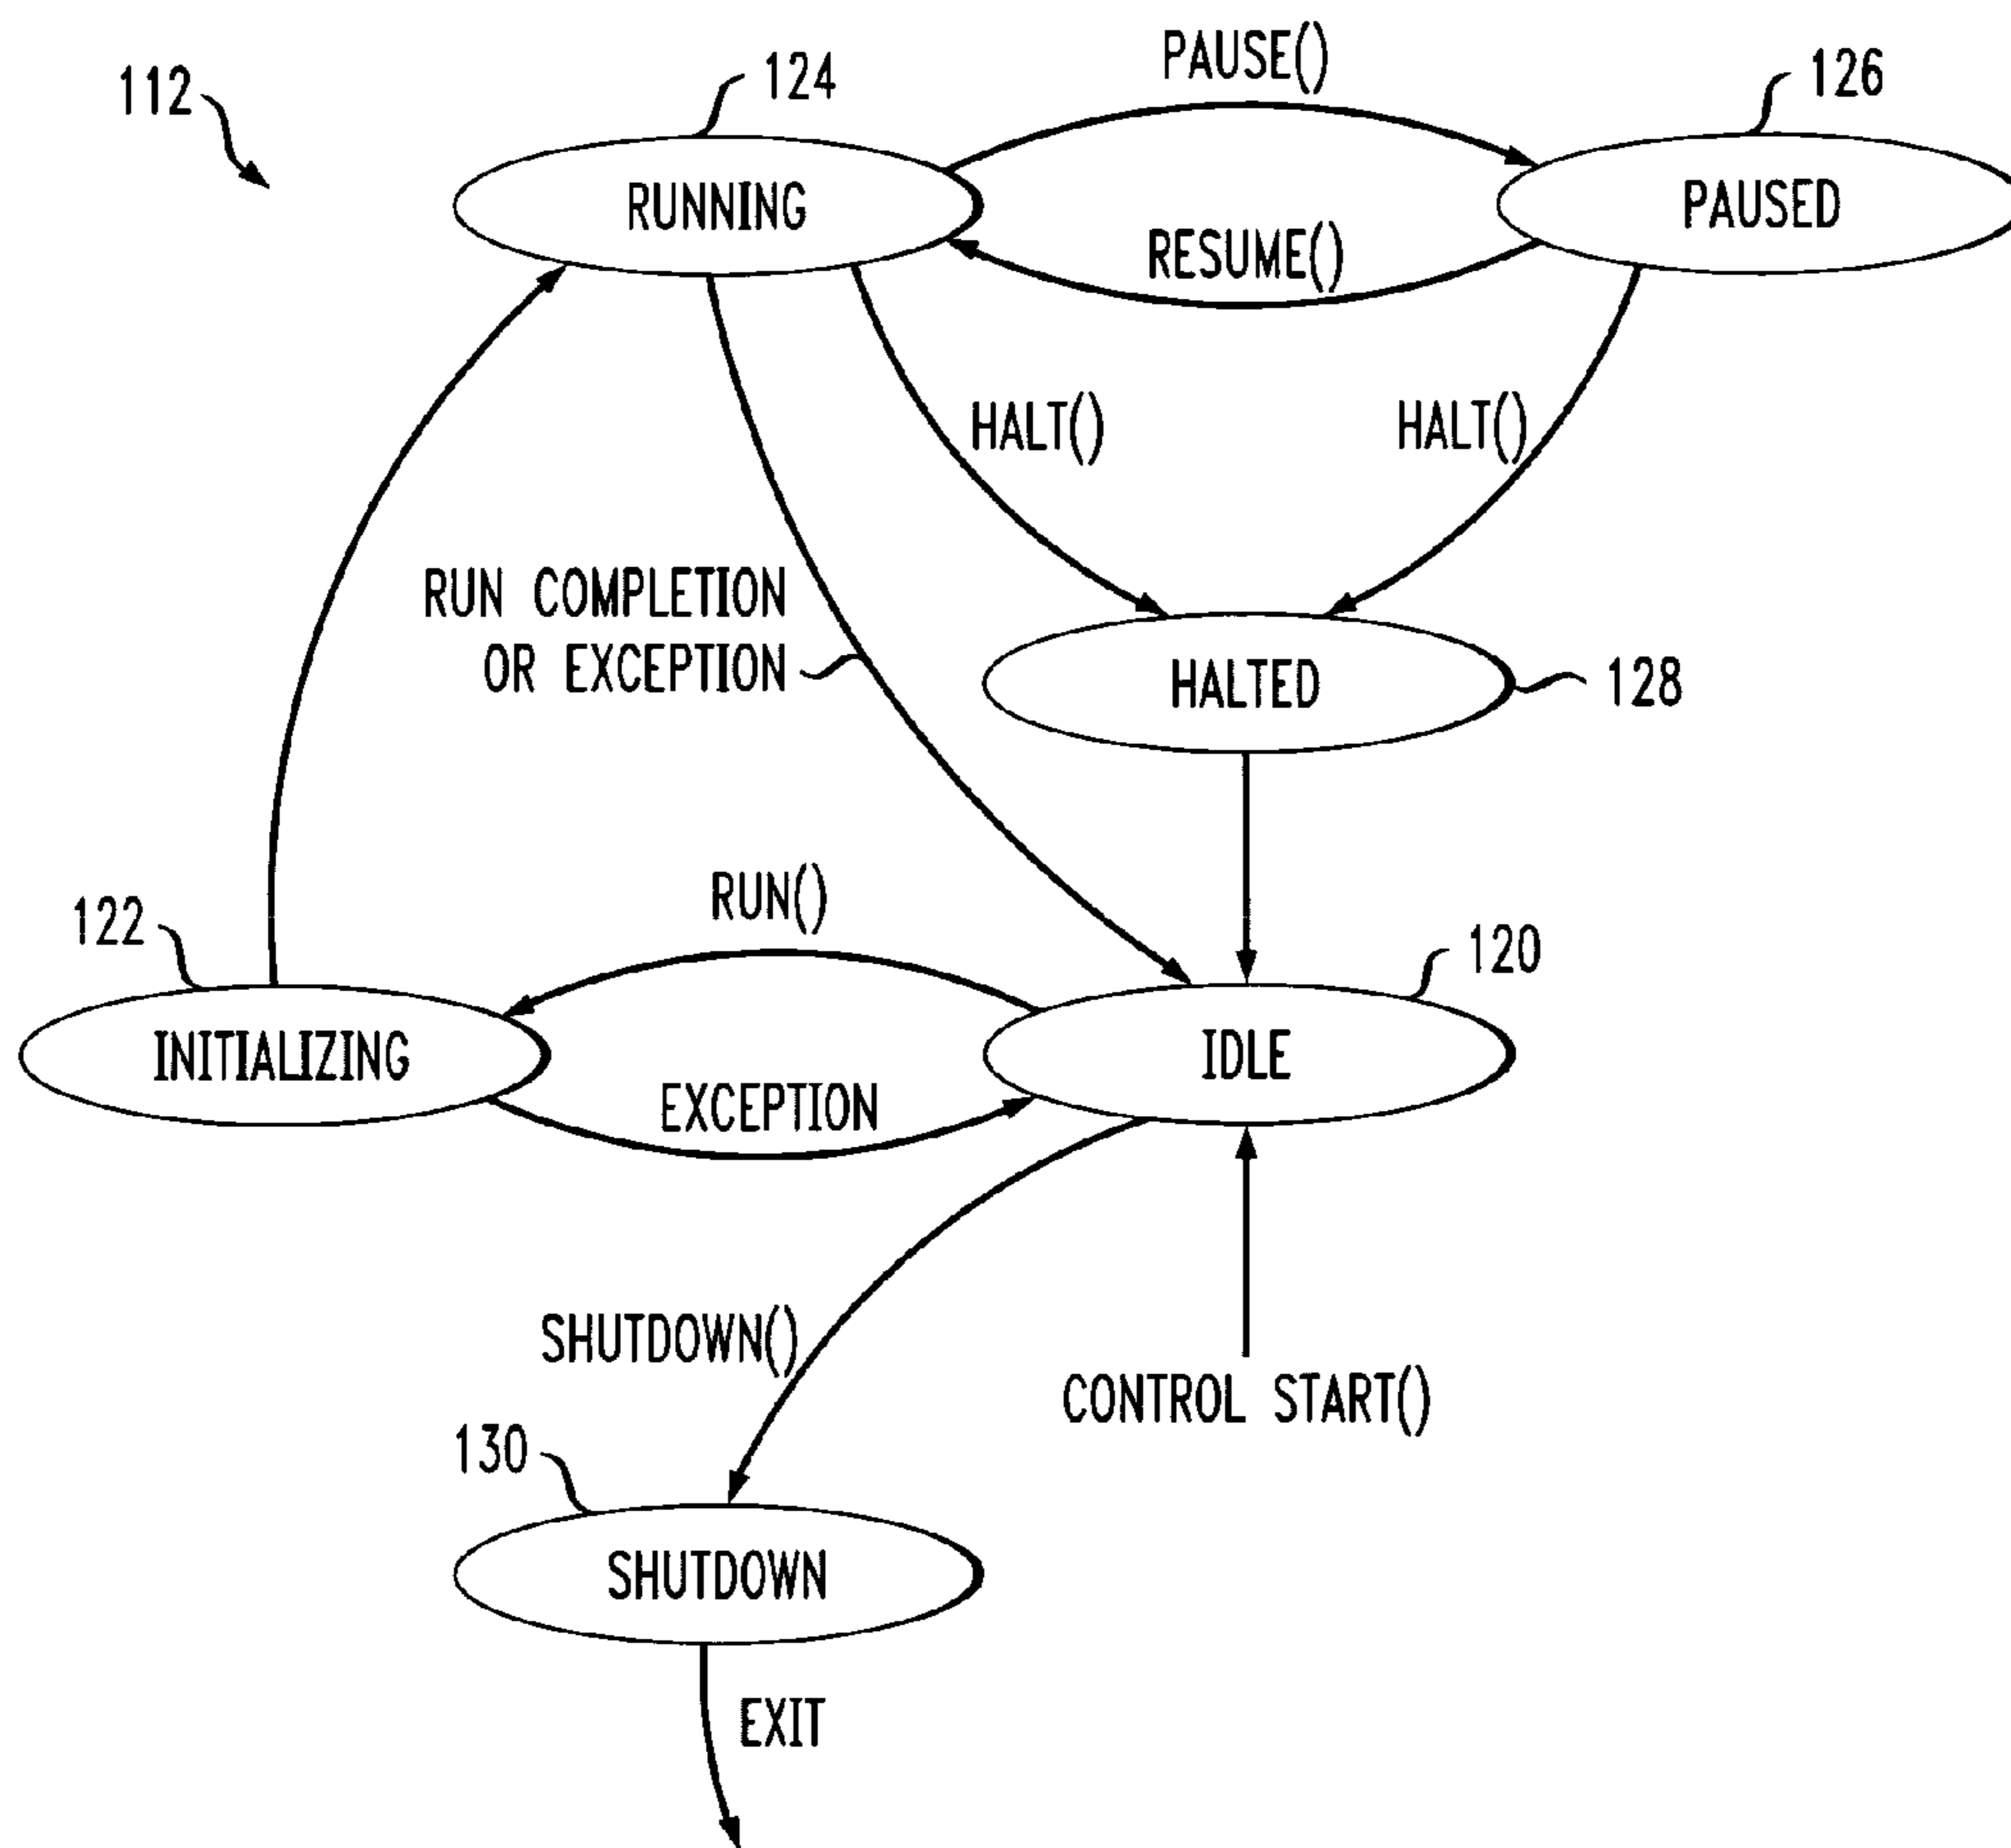 PAUSE()
112
124
126
RUNNING
PAUSED
RESUME()
HALT()
HALT()
RUN COMPLETION
OR EXCEPTION
HALTED
128
RUN()
122
120
INITIALIZING
IDLE
EXCEPTION
SHUTDOWN()
CONTROL START()
130
SHUTDOWN
EXIT